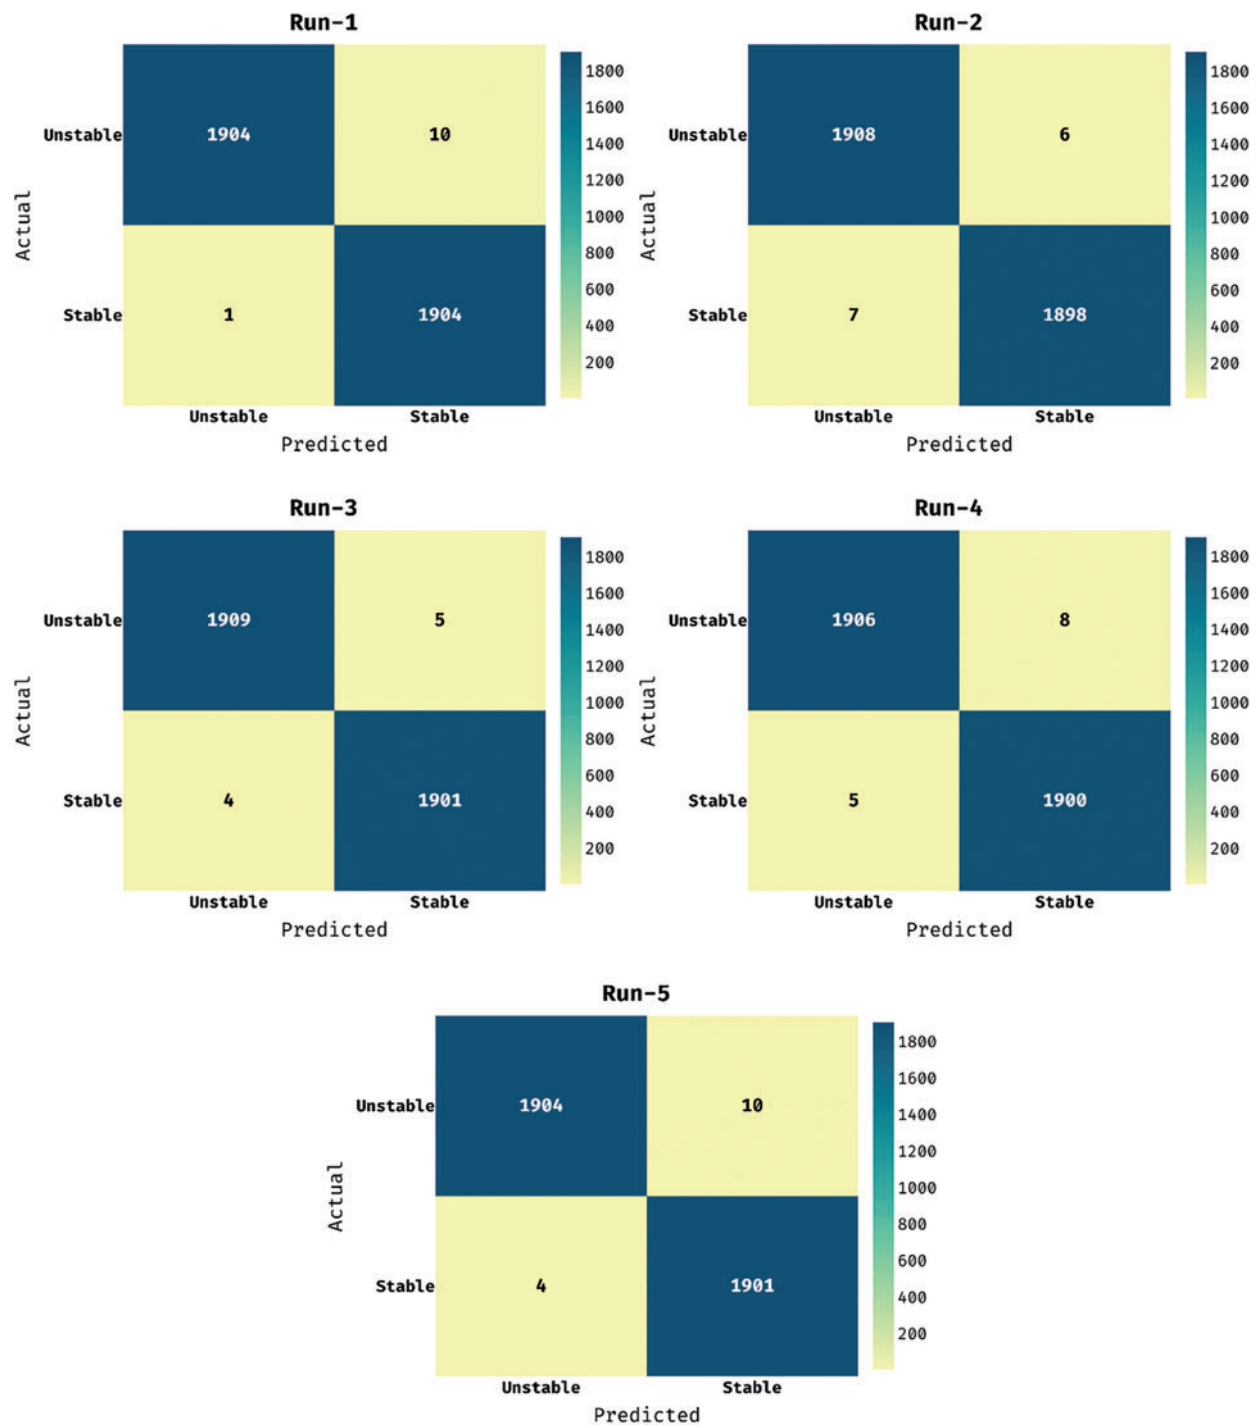 Run-1
Unstable 1904 10
Stable 1 1904
Unstable Stable
Predicted
Actual
1800
1600
1400
1200
1000
800
600
400
200
Run-2
Unstable 1908 6
Stable 7 1898
Unstable Stable
Predicted
Actual
1800
1600
1400
1200
1000
800
600
400
200
Run-3
Unstable 1909 5
Stable 4 1901
Unstable Stable
Predicted
Actual
1800
1600
1400
1200
1000
800
600
400
200
Run-4
Unstable 1906 8
Stable 5 1900
Unstable Stable
Predicted
Actual
1800
1600
1400
1200
1000
800
600
400
200
Run-5
Unstable 1904 10
Stable 4 1901
Unstable Stable
Predicted
Actual
1800
1600
1400
1200
1000
800
600
400
200